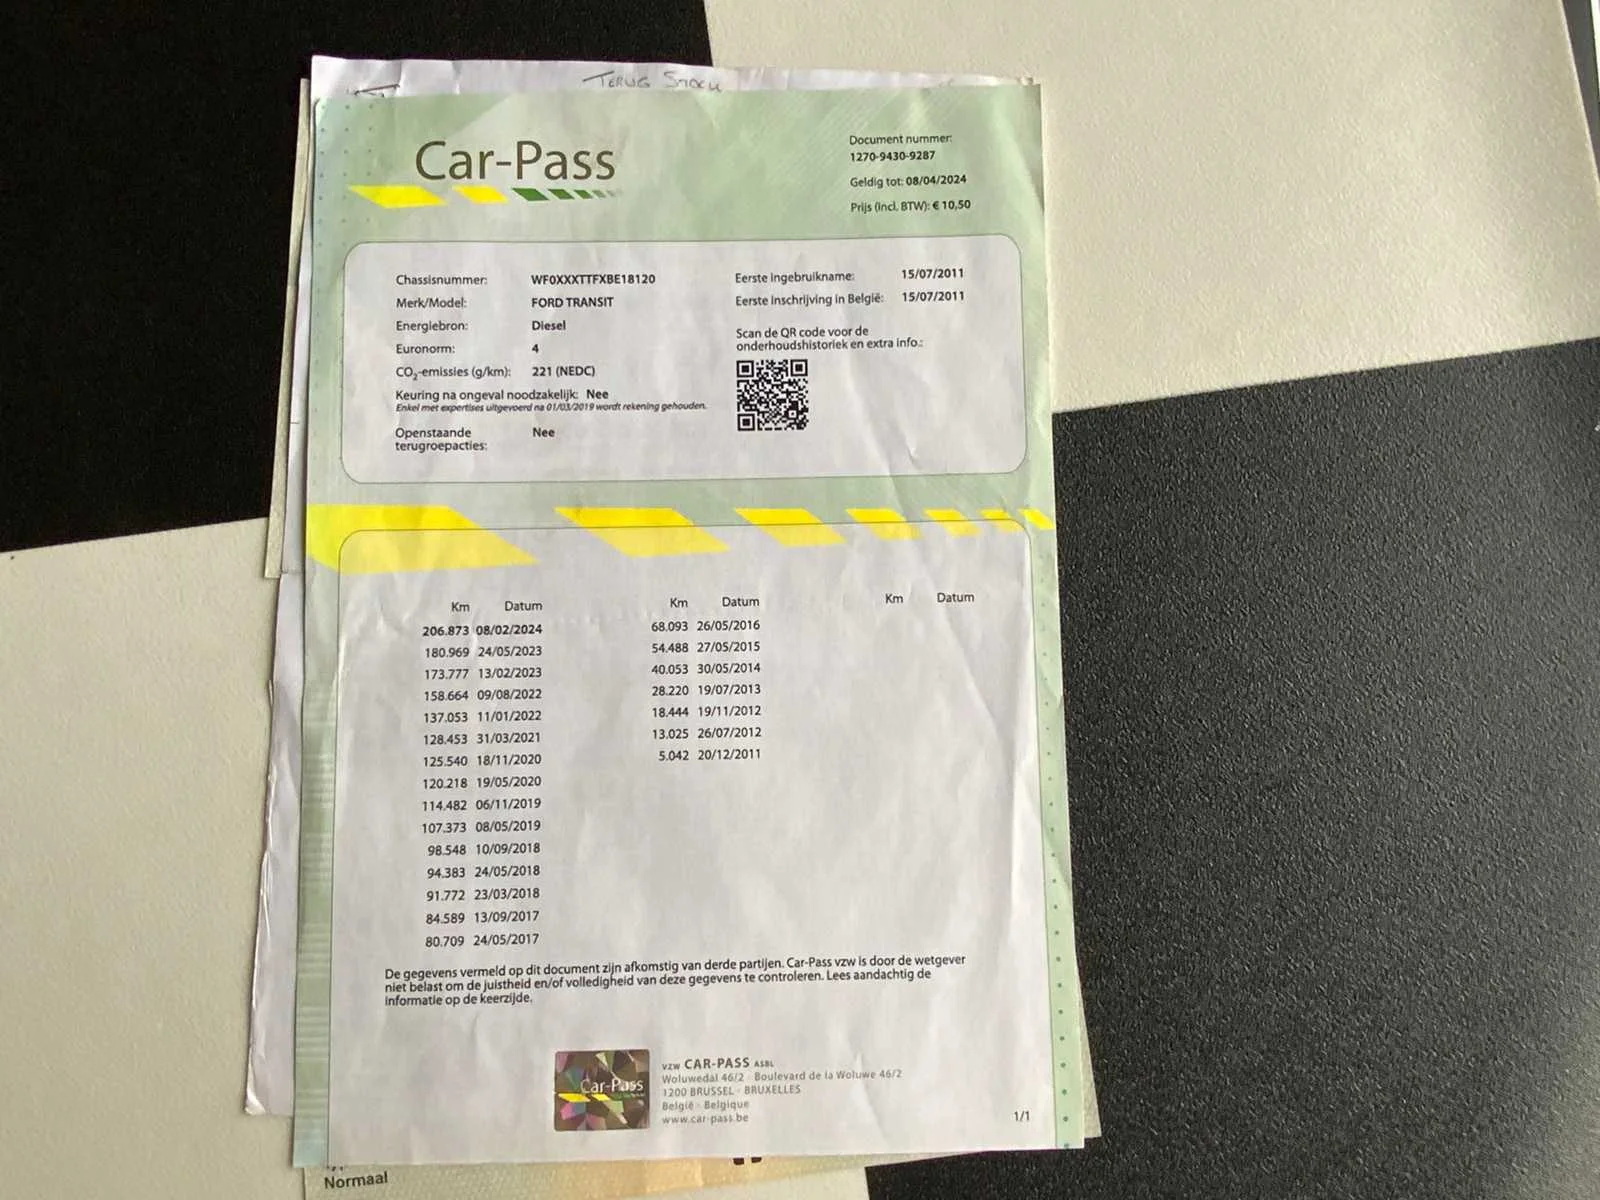 TERUG STOCK
Car-Pass
Document nummer:
1270-9430-9287
Geldig tot: 08/04/2024
Prijs (incl. BTW): € 10,50
Chassisnummer: WF0XXXTTFXBE18120
Merk/Model: FORD TRANSIT
Energiebron: Diesel
Euronorm: 4
CO₂-emissies (g/km): 221 (NEDC)
Keuring na ongeval noodzakelijk: Nee
Enkel met expertises uitgevoerd na 01/03/2019 wordt rekening gehouden.
Openstaande Nee
terugroepacties:
Eerste ingebruikname: 15/07/2011
Eerste inschrijving in België: 15/07/2011
Scan de QR code voor de
onderhoudshistoriek en extra info.:
Km Datum
206.873 08/02/2024
180.969 24/05/2023
173.777 13/02/2023
158.664 09/08/2022
137.053 11/01/2022
128.453 31/03/2021
125.540 18/11/2020
120.218 19/05/2020
114.482 06/11/2019
107.373 08/05/2019
98.548 10/09/2018
94.383 24/05/2018
91.772 23/03/2018
84.589 13/09/2017
80.709 24/05/2017
Km Datum
68.093 26/05/2016
54.488 27/05/2015
40.053 30/05/2014
28.220 19/07/2013
18.444 19/11/2012
13.025 26/07/2012
5.042 20/12/2011
Km Datum
De gegevens vermeld op dit document zijn afkomstig van derde partijen. Car-Pass vzw is door de wetgever
niet belast om de juistheid en/of volledigheid van deze gegevens te controleren. Lees aandachtig de
informatie op de keerzijde.
Car-Pass
vzw CAR-PASS ASBL
Woluwedal 46/2 - Boulevard de la Woluwe 46/2
1200 BRUSSEL - BRUXELLES
België - Belgique
www.car-pass.be
1/1
Normaal